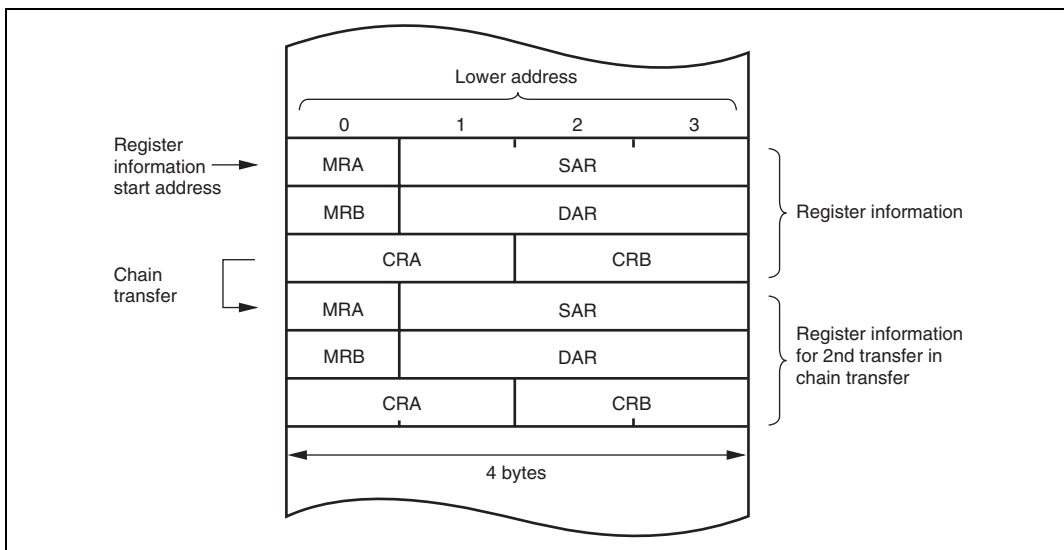 Lower address
0 1 2 3
Register
information
start address
MRA SAR
MRB DAR
CRA CRB
Register information
Chain
transfer
MRA SAR
MRB DAR
CRA CRB
Register information
for 2nd transfer in
chain transfer
4 bytes